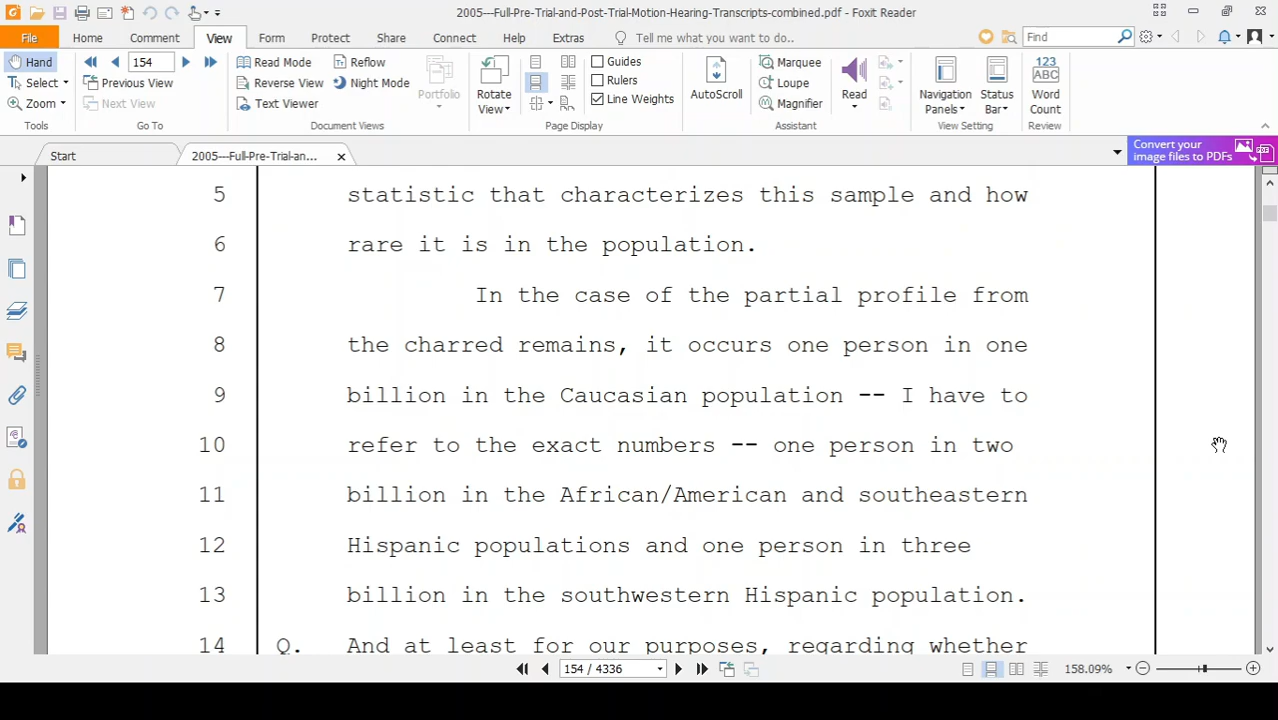 2005---Full-Pre-Trial-and-Post-Trial-Motion-Hearing-Transcripts-combined.pdf - Foxit Reader
File Home Comment View Form Protect Share Connect Help Extras Tell me what you want to do.. Find
Hand 154 Read Mode Reflow Guides Marquee
Select Previous View Reverse View Night Mode Portfolio Rotate View Rulers AutoScroll Loupe Read Navigation Panels Status Bar 123 ABC Word Count
Zoom Next View Text Viewer Line Weights Magnifier
Tools Go To Document Views Page Display Assistant View Setting Review
Start 2005---Full-Pre-Trial-an... Convert your
image files to PDFs PDF
5 statistic that characterizes this sample and how
6 rare it is in the population.
7 In the case of the partial profile from
8 the charred remains, it occurs one person in one
9 billion in the Caucasian population -- I have to
10 refer to the exact numbers -- one person in two
11 billion in the African/American and southeastern
12 Hispanic populations and one person in three
13 billion in the southwestern Hispanic population.
14 Q. And at least for our purposes, regarding whether
154 / 4336 158.09%